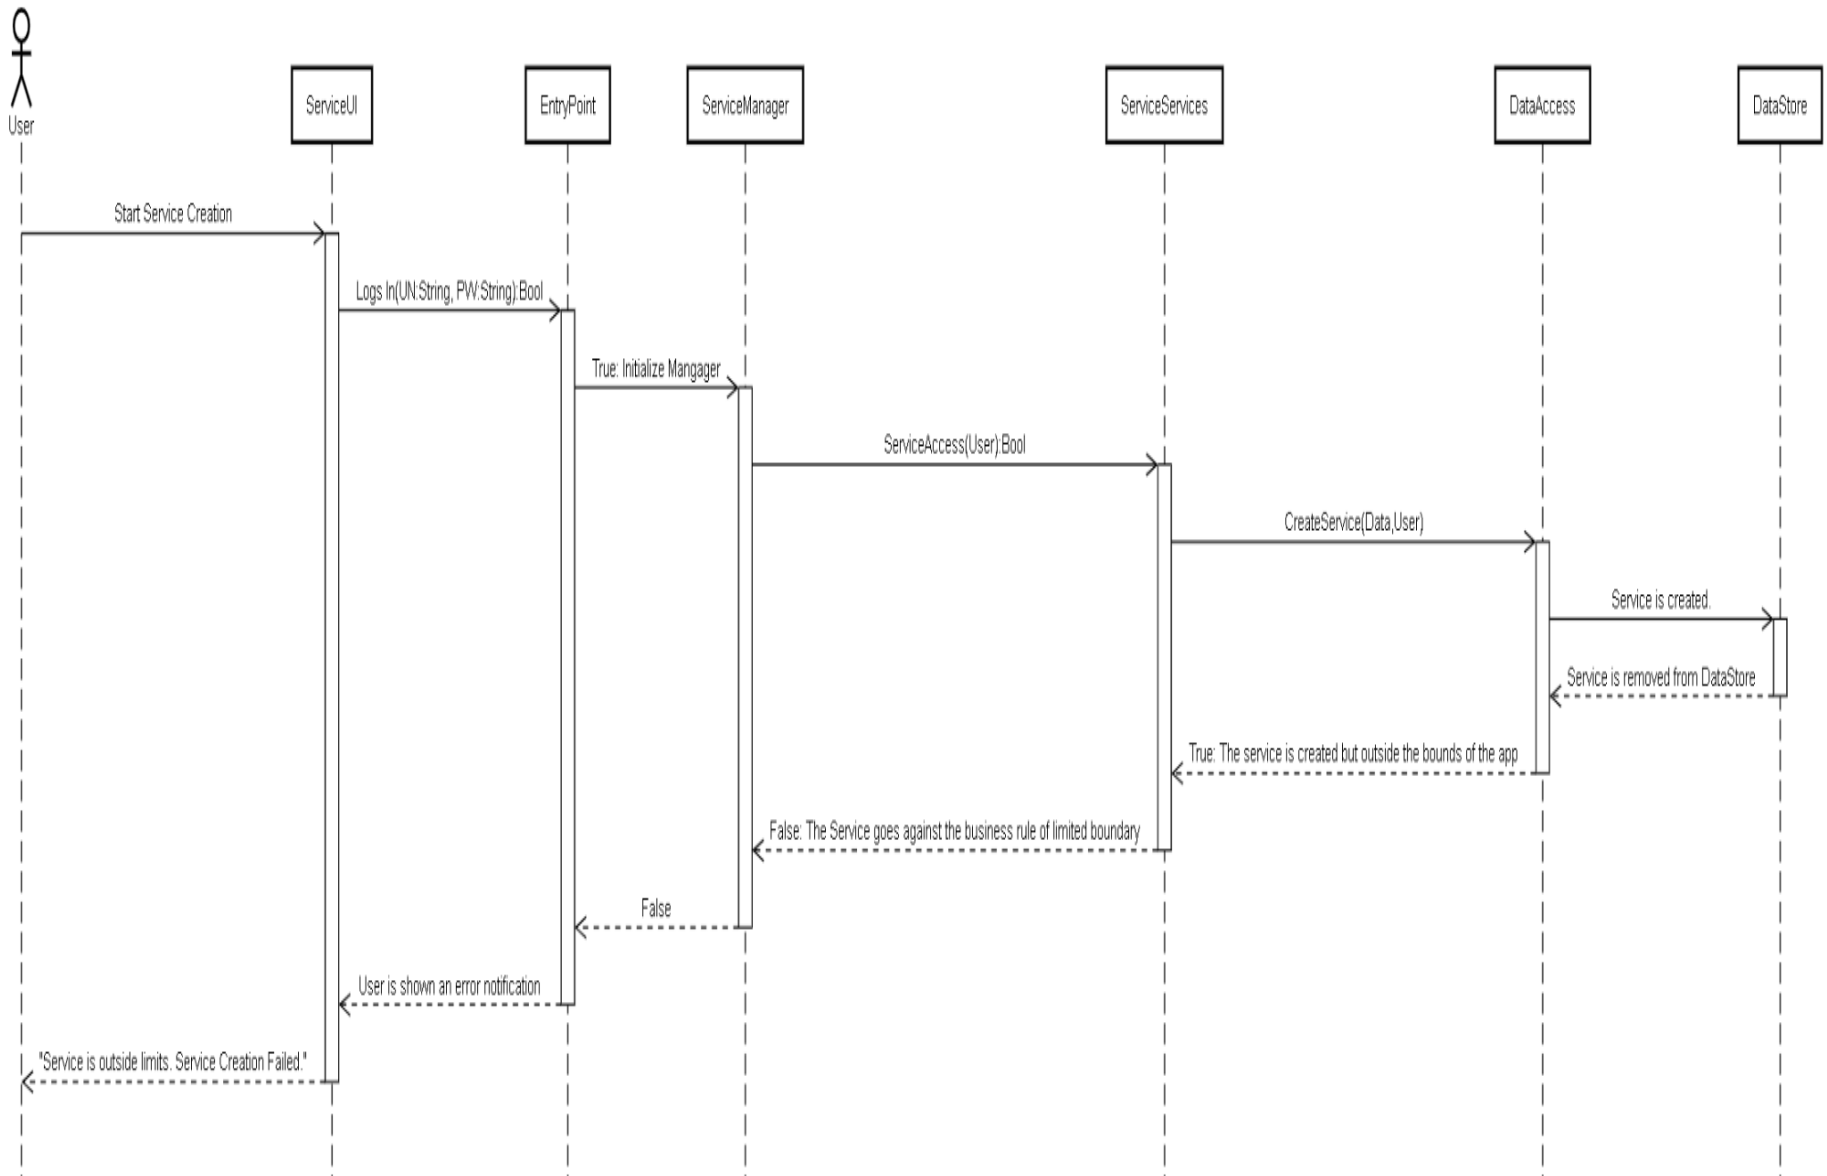 User
ServiceUI
EntryPoint
ServiceManager
ServiceServices
DataAccess
DataStore
Start Service Creation
Logs In(UN:String, PW:String):Bool
True: Initialize Mangager
ServiceAccess(User):Bool
CreateService(Data,User)
Service is created.
Service is removed from DataStore
True: The service is created but outside the bounds of the app
False: The Service goes against the business rule of limited boundary
False
User is shown an error notification
"Service is outside limits. Service Creation Failed."